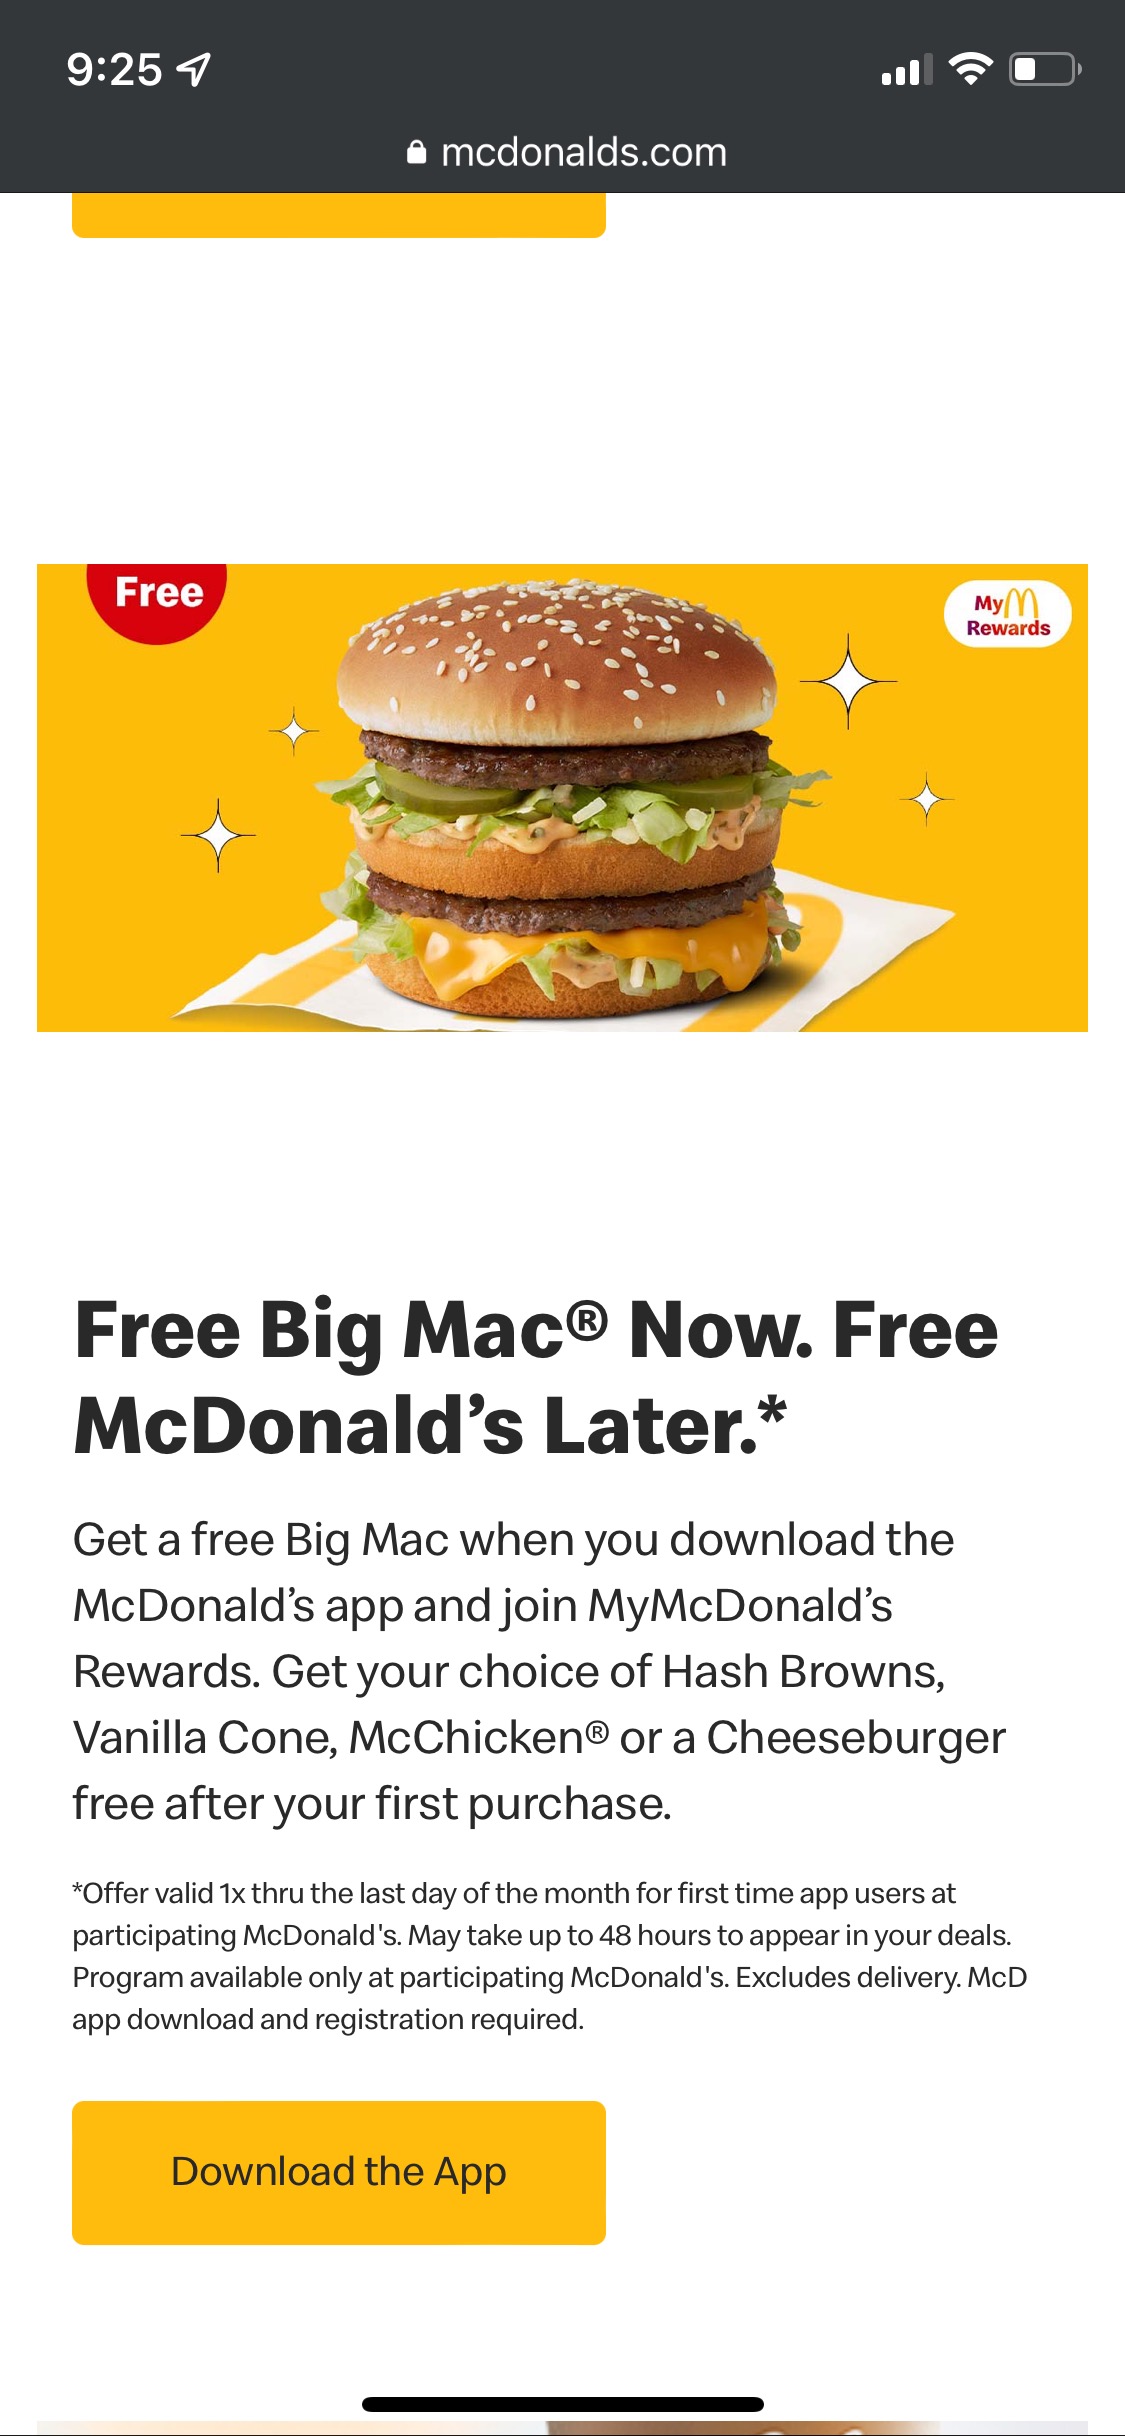 9:25
mcdonalds.com
Free
My
Rewards
Free Big Mac® Now. Free
McDonald’s Later.*
Get a free Big Mac when you download the
McDonald’s app and join MyMcDonald’s
Rewards. Get your choice of Hash Browns,
Vanilla Cone, McChicken® or a Cheeseburger
free after your first purchase.
*Offer valid 1x thru the last day of the month for first time app users at
participating McDonald's. May take up to 48 hours to appear in your deals.
Program available only at participating McDonald's. Excludes delivery. McD
app download and registration required.
Download the App